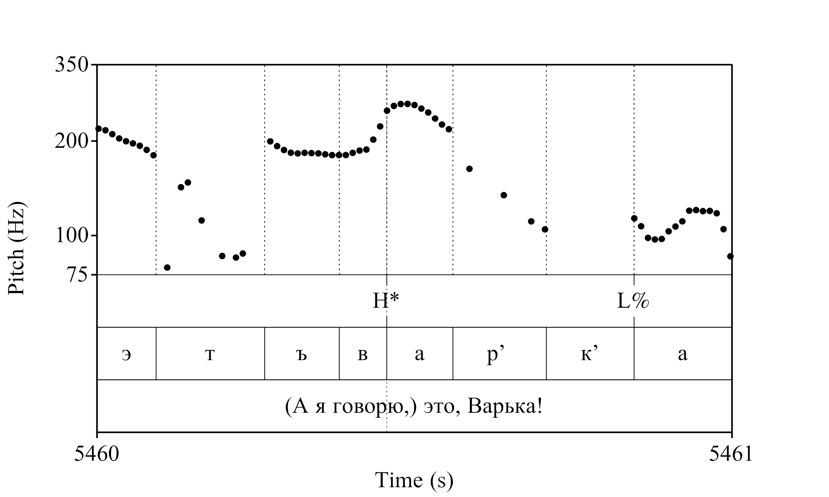 350
200
100
75
Pitch (Hz)
H* L%
э т ъ в а р’ к’ а
(А я говорю,) это, Варька!
5460 5461
Time (s)